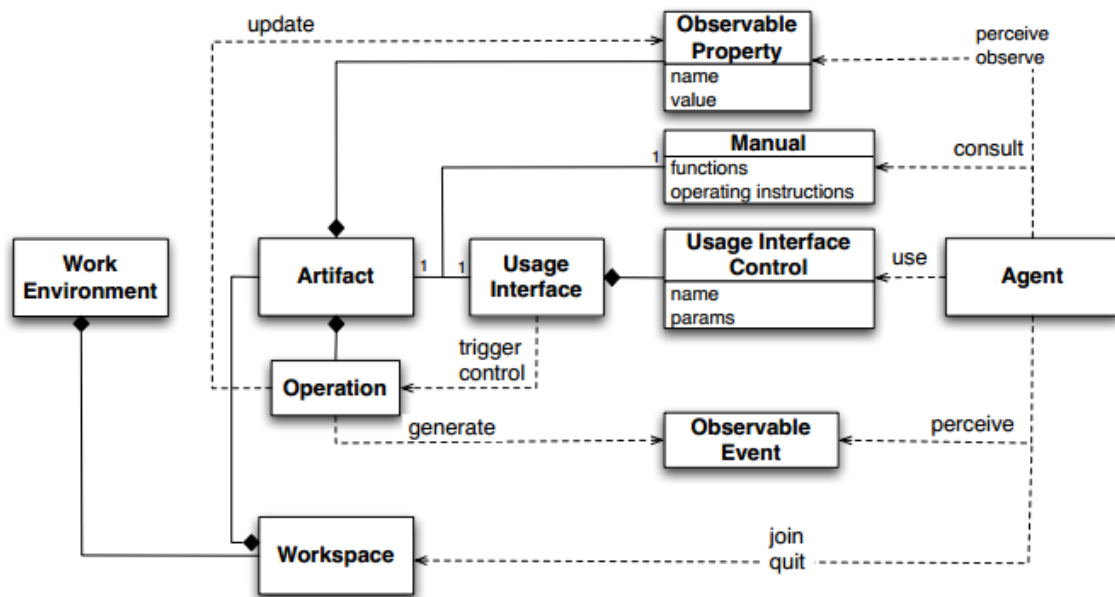 update
Observable
Property
name
value
perceive
observe
Manual
1
functions
operating instructions
consult
Work
Environment
Artifact
1
1
Usage
Interface
Usage Interface
Control
name
params
use
Agent
trigger
control
Operation
generate
Observable
Event
perceive
Workspace
join
quit